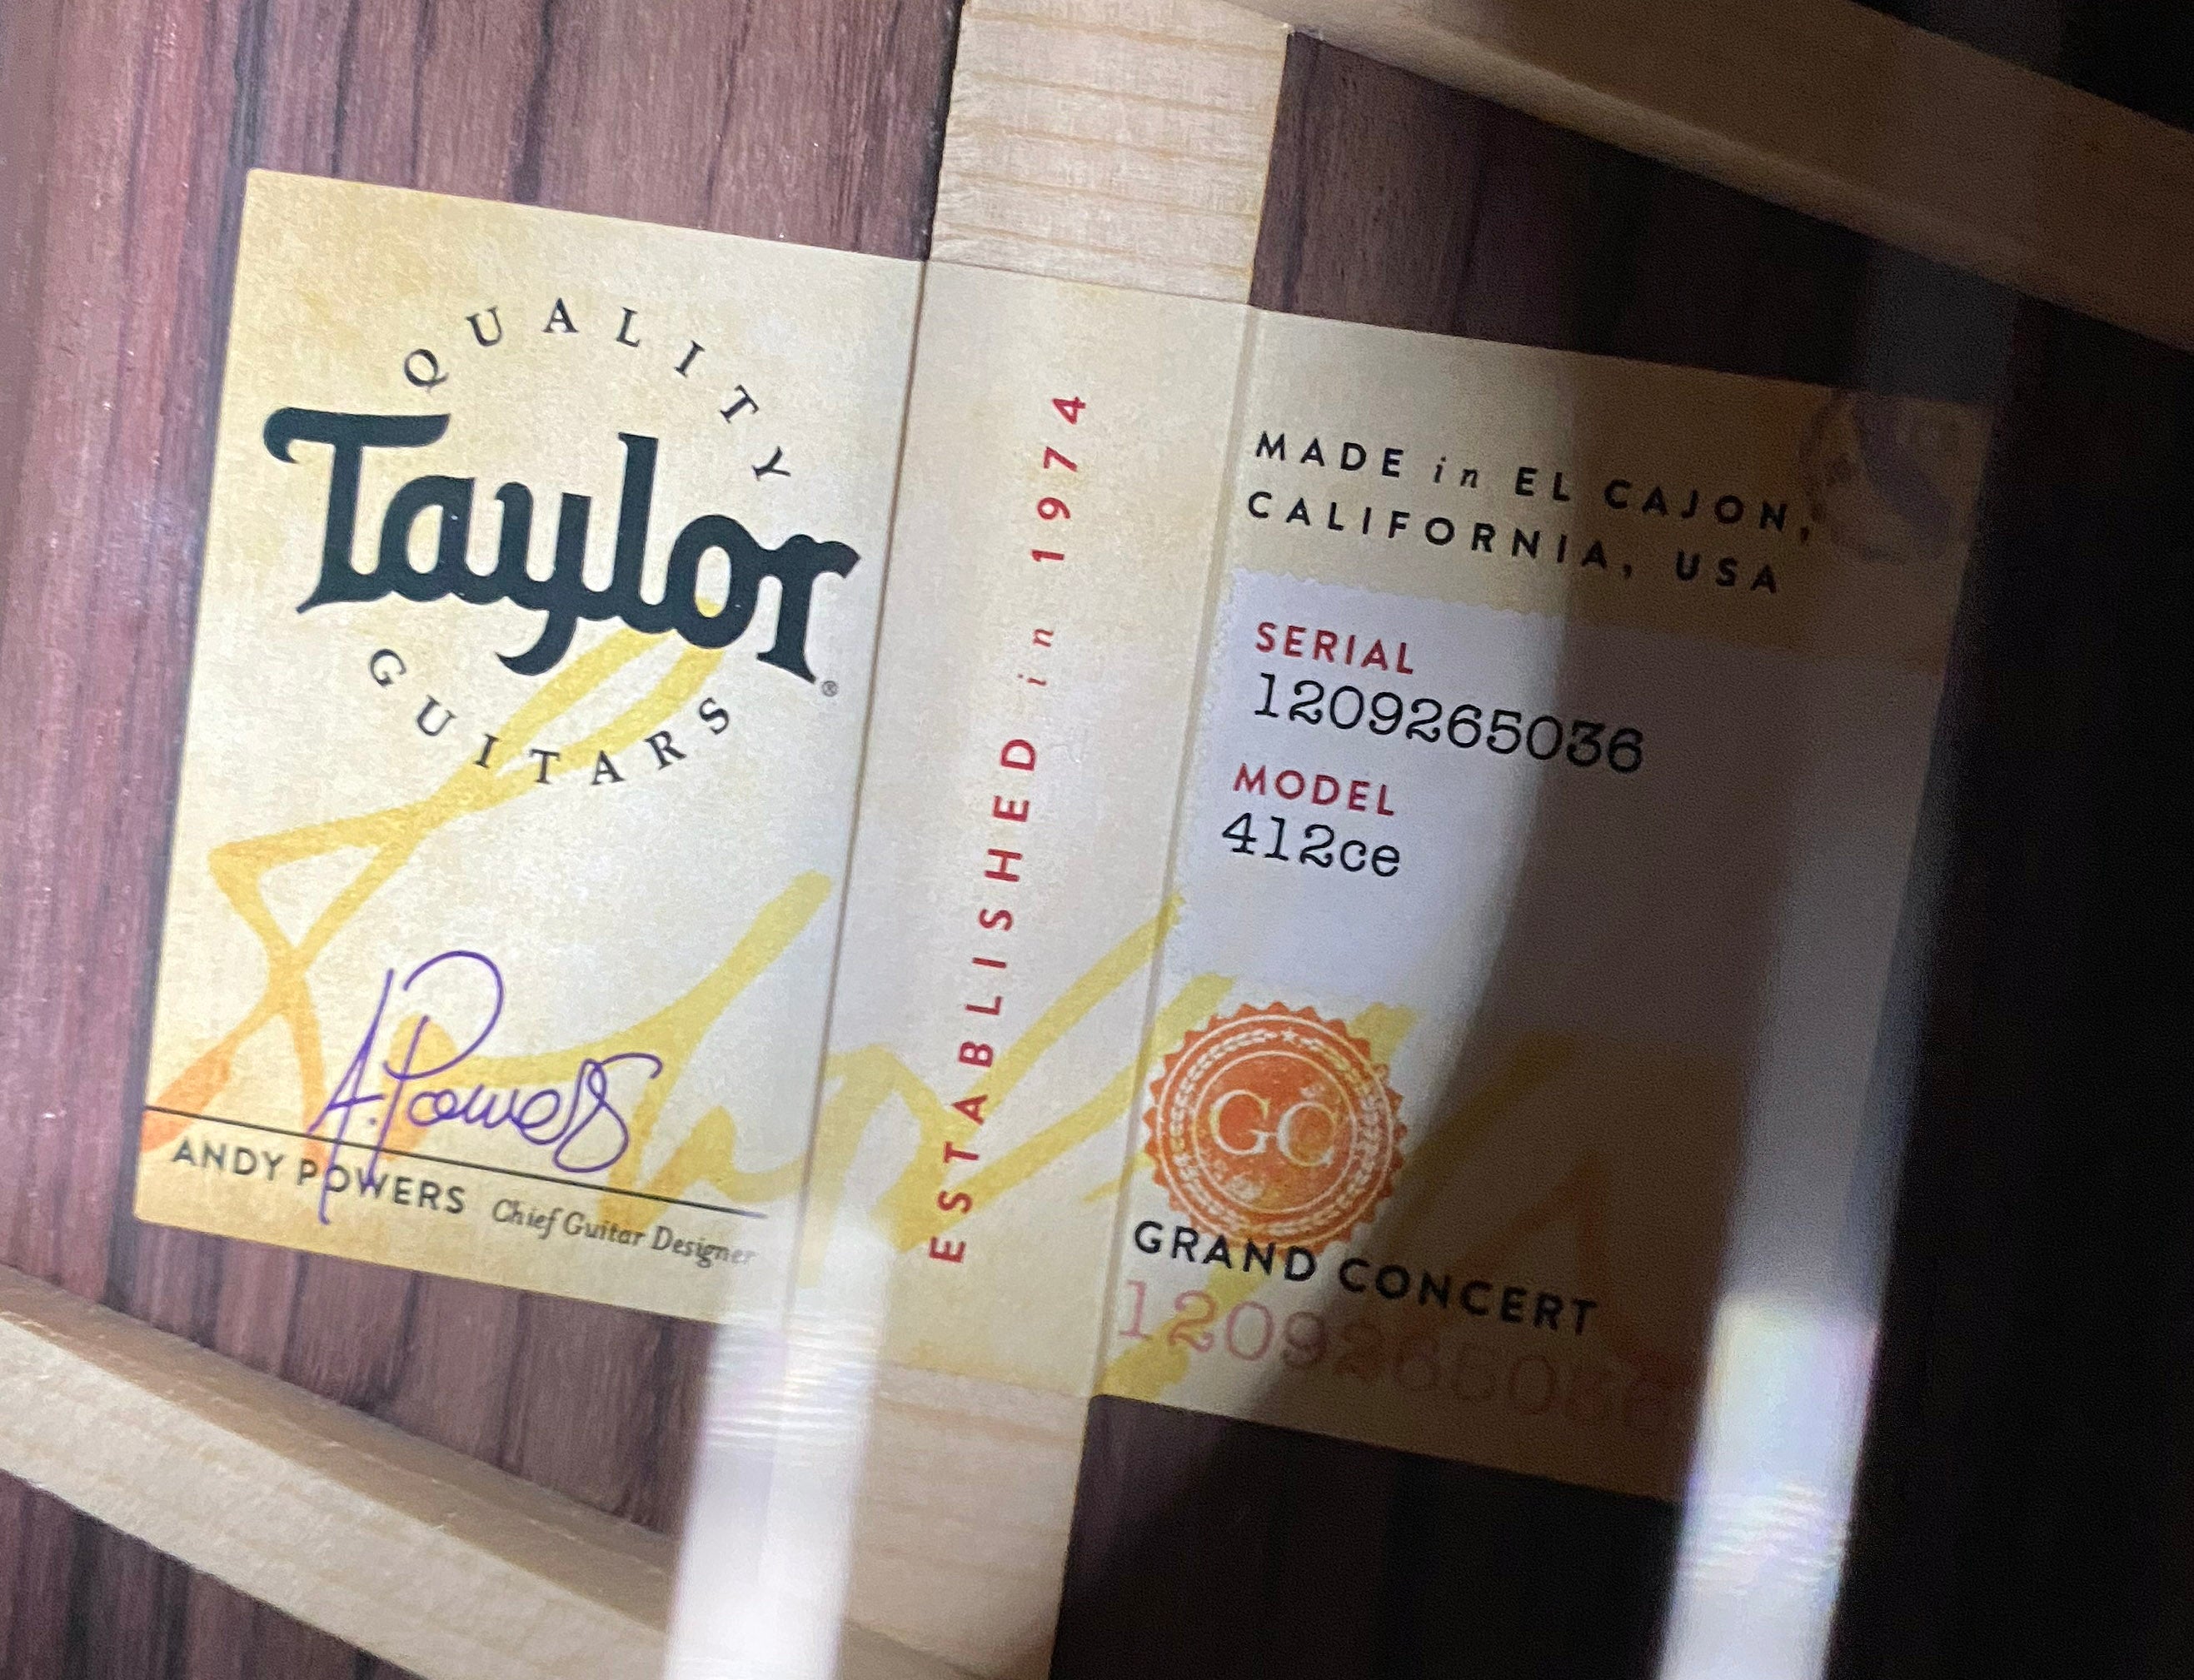 QUALITY
Taylor®
GUITARS
A. Powers
ANDY POWERS Chief Guitar Designer
ESTABLISHED in 1974
MADE in EL CAJON,
CALIFORNIA, USA
SERIAL
1209265036
MODEL
412ce
GC
GRAND CONCERT
1209265036